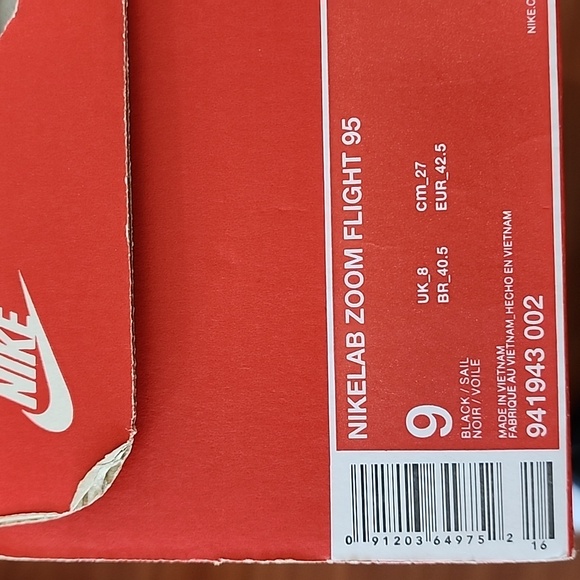 NIKE
NIKE.C
NIKELAB ZOOM FLIGHT 95
UK_8 cm_27
BR_40.5 EUR_42.5
9
BLACK / SAIL
NOIR / VOILE
MADE IN VIETNAM
FABRIQUE AU VIETNAM_HECHO EN VIETNAM
941943 002
0 91203 64975 2 16